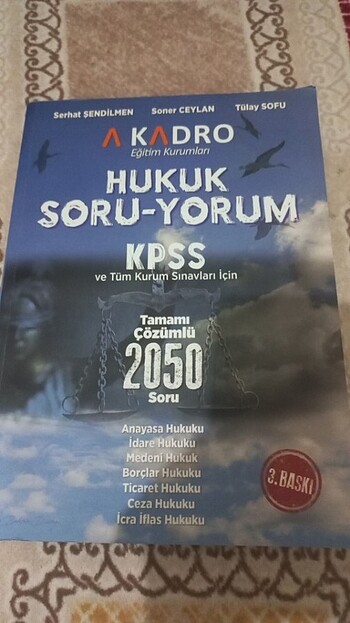 Serhat ŞENDİLMEN Soner CEYLAN Tülay SOFU
A KADRO
Eğitim Kurumları
HUKUK
SORU-YORUM
KPSS
ve Tüm Kurum Sınavları İçin
Tamamı
Çözümlü
2050
Soru
Anayasa Hukuku
İdare Hukuku
Medeni Hukuk
Borçlar Hukuku
Ticaret Hukuku
Ceza Hukuku
İcra İflas Hukuku
3. BASKI